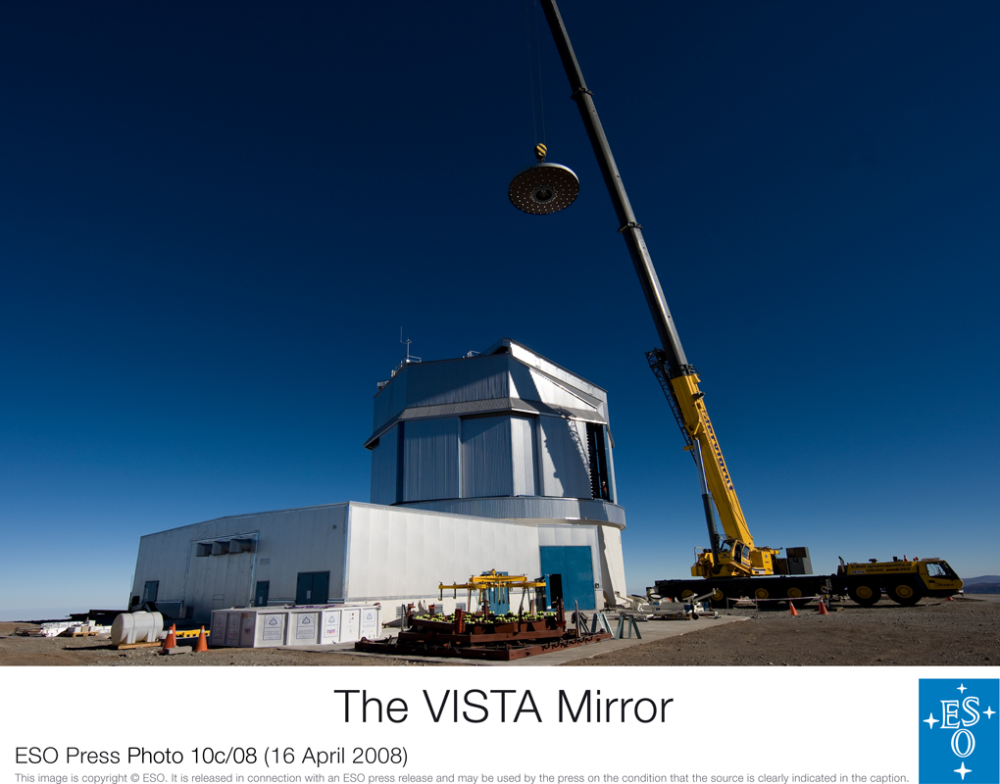 The VISTA Mirror
ESO Press Photo 10c/08 (16 April 2008)
This image is copyright © ESO. It is released in connection with an ESO press release and may be used by the press on the condition that the source is clearly indicated in the caption.
ESO